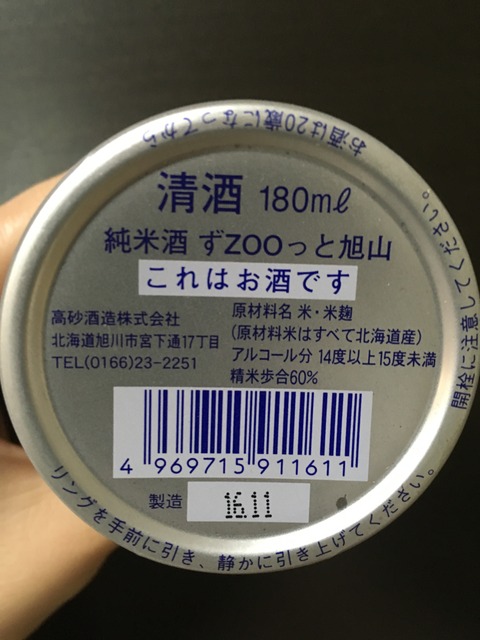 お酒は20歳になってから
清酒 180mℓ
純米酒 ずZOOっと旭山
これはお酒です
高砂酒造株式会社
北海道旭川市宮下通17丁目
TEL(0166)23-2251
原材料名 米・米麹
(原材料米はすべて北海道産)
アルコール分 14度以上15度未満
精米歩合60%
4 969715 911611
製造 16.11
開栓に注意してください。
リングを手前に引き、静かに引き上げてください。